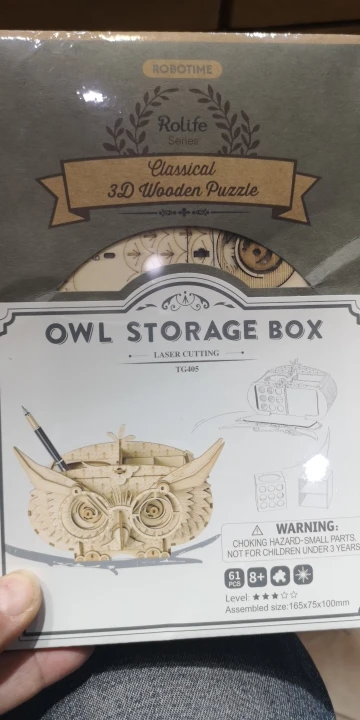 ROBOTIME
Rolife
Series
Classical
3D Wooden Puzzle
OWL STORAGE BOX
LASER CUTTING
TG405
WARNING:
CHOKING HAZARD-SMALL PARTS.
NOT FOR CHILDREN UNDER 3 YEARS
61 PCS 8+
Level: ★★★☆☆
Assembled size:165x75x100mm